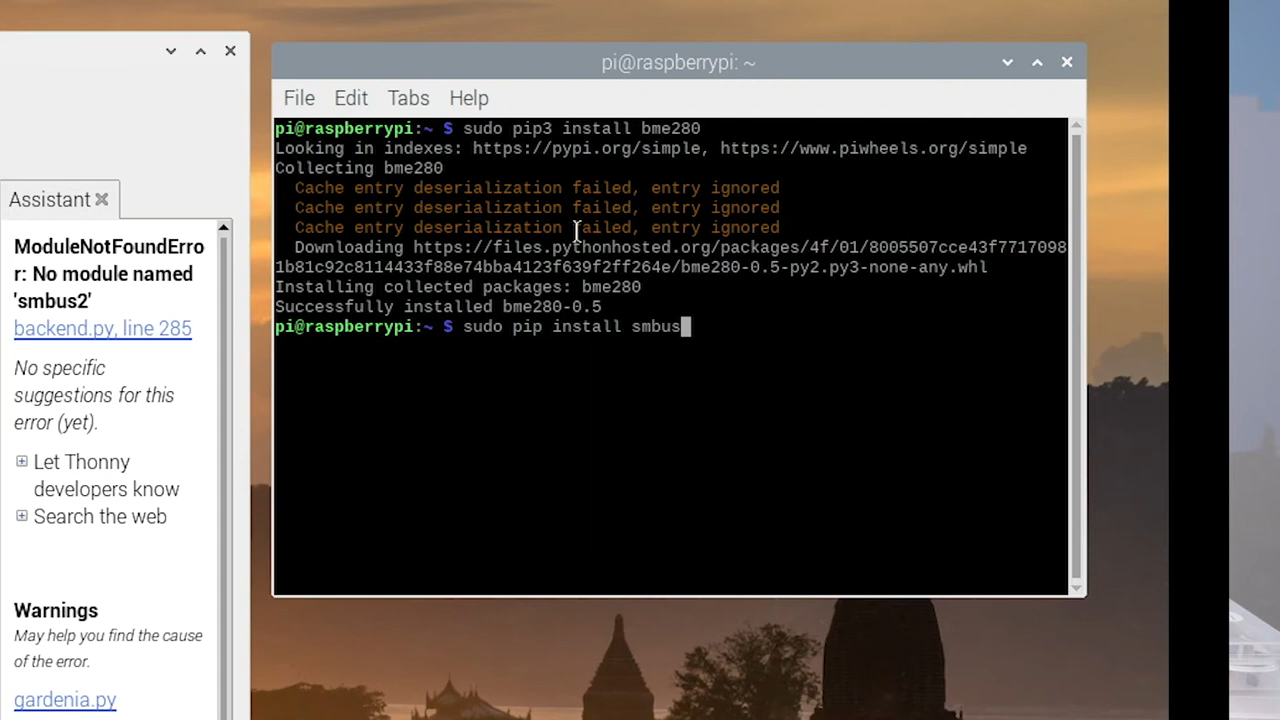 Assistant
ModuleNotFoundErro
r: No module named
'smbus2'
backend.py, line 285
No specific
suggestions for this
error (yet).
Let Thonny
developers know
Search the web
Warnings
May help you find the cause
of the error.
gardenia.py
pi@raspberrypi: ~
File Edit Tabs Help
pi@raspberrypi:~ $ sudo pip3 install bme280
Looking in indexes: https://pypi.org/simple, https://www.piwheels.org/simple
Collecting bme280
Cache entry deserialization failed, entry ignored
Cache entry deserialization failed, entry ignored
Cache entry deserialization failed, entry ignored
Downloading https://files.pythonhosted.org/packages/4f/01/8005507cce43f7717098
1b81c92c8114433f88e74bba4123f639f2ff264e/bme280-0.5-py2.py3-none-any.whl
Installing collected packages: bme280
Successfully installed bme280-0.5
pi@raspberrypi:~ $ sudo pip install smbus